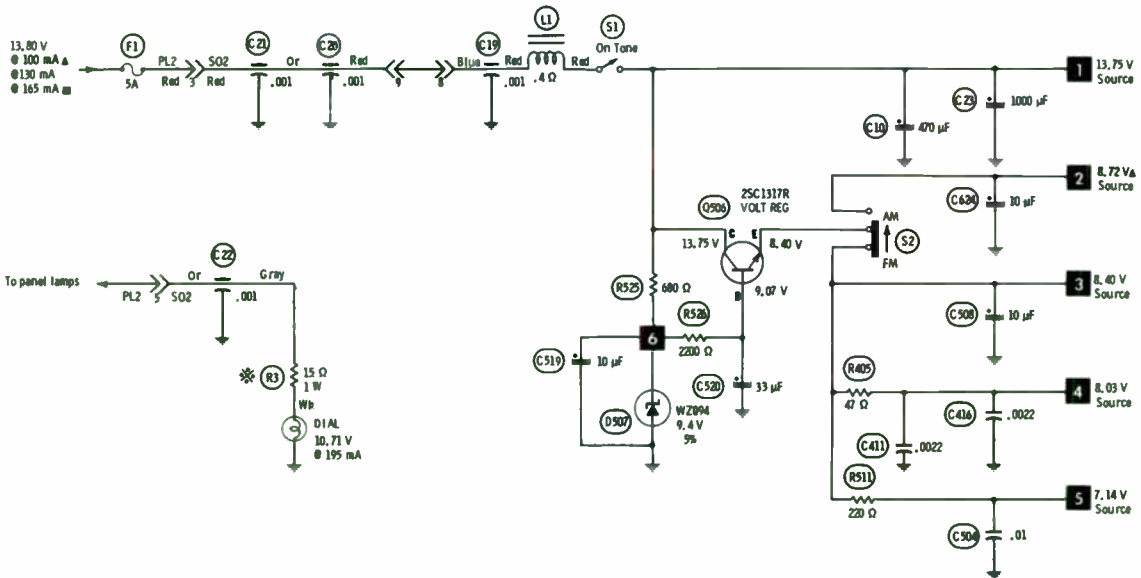 13.80 V
@ 100 mA ▲
@130 mA
@ 165 mA ■
F1
5A
PL2
Red
3
SO2
Red
C21
.001
Or
C20
.001
Red
9
8
Blue
C19
.001
Red
L1
.4 Ω
Red
S1
On Tone
1
13.75 V
Source
C10
470 µF
C23
1000 µF
2
8.72 V▲
Source
C624
10 µF
2SC1317R
VOLT REG
Q506
C
E
13.75 V
8.40 V
B
9.07 V
AM
S2
FM
3
8.40 V
Source
C508
10 µF
To panel lamps
PL2
5
SO2
Or
C22
.001
Gray
※ R3
15 Ω
1 W
Wh
DIAL
10.71 V
@ 195 mA
R525
680 Ω
6
R526
2200 Ω
C519
10 µF
C520
33 µF
D507
WZ094
9.4 V
5%
R405
47 Ω
4
8.03 V
Source
C411
.0022
C416
.0022
R511
220 Ω
5
7.14 V
Source
C504
.01